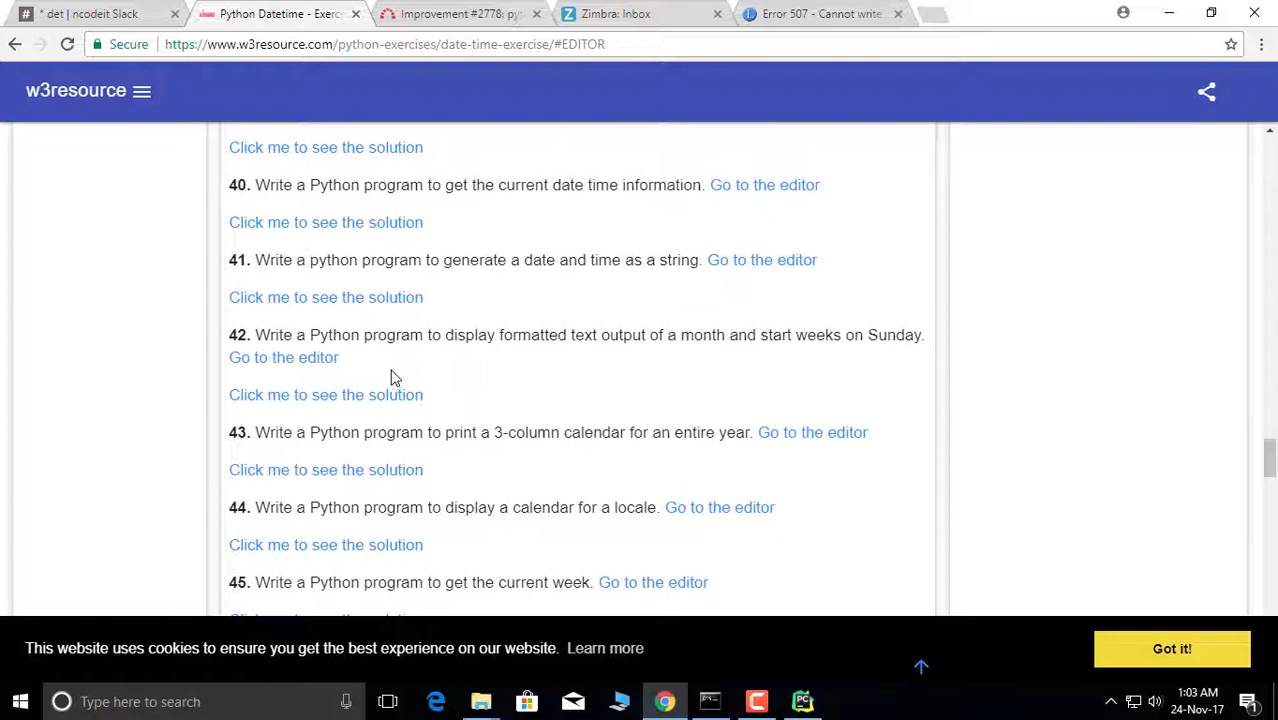 * det | ncodeit Slack
Python Datetime - Exerc
Improvement #2778: py
Zimbra: Inbox
Error 507 - Cannot write
Secure
https://www.w3resource.com/python-exercises/date-time-exercise/#EDITOR
w3resource
Click me to see the solution
40. Write a Python program to get the current date time information. Go to the editor
Click me to see the solution
41. Write a python program to generate a date and time as a string. Go to the editor
Click me to see the solution
42. Write a Python program to display formatted text output of a month and start weeks on Sunday.
Go to the editor
Click me to see the solution
43. Write a Python program to print a 3-column calendar for an entire year. Go to the editor
Click me to see the solution
44. Write a Python program to display a calendar for a locale. Go to the editor
Click me to see the solution
45. Write a Python program to get the current week. Go to the editor
This website uses cookies to ensure you get the best experience on our website. Learn more
Got it!
Type here to search
1:03 AM
24-Nov-17